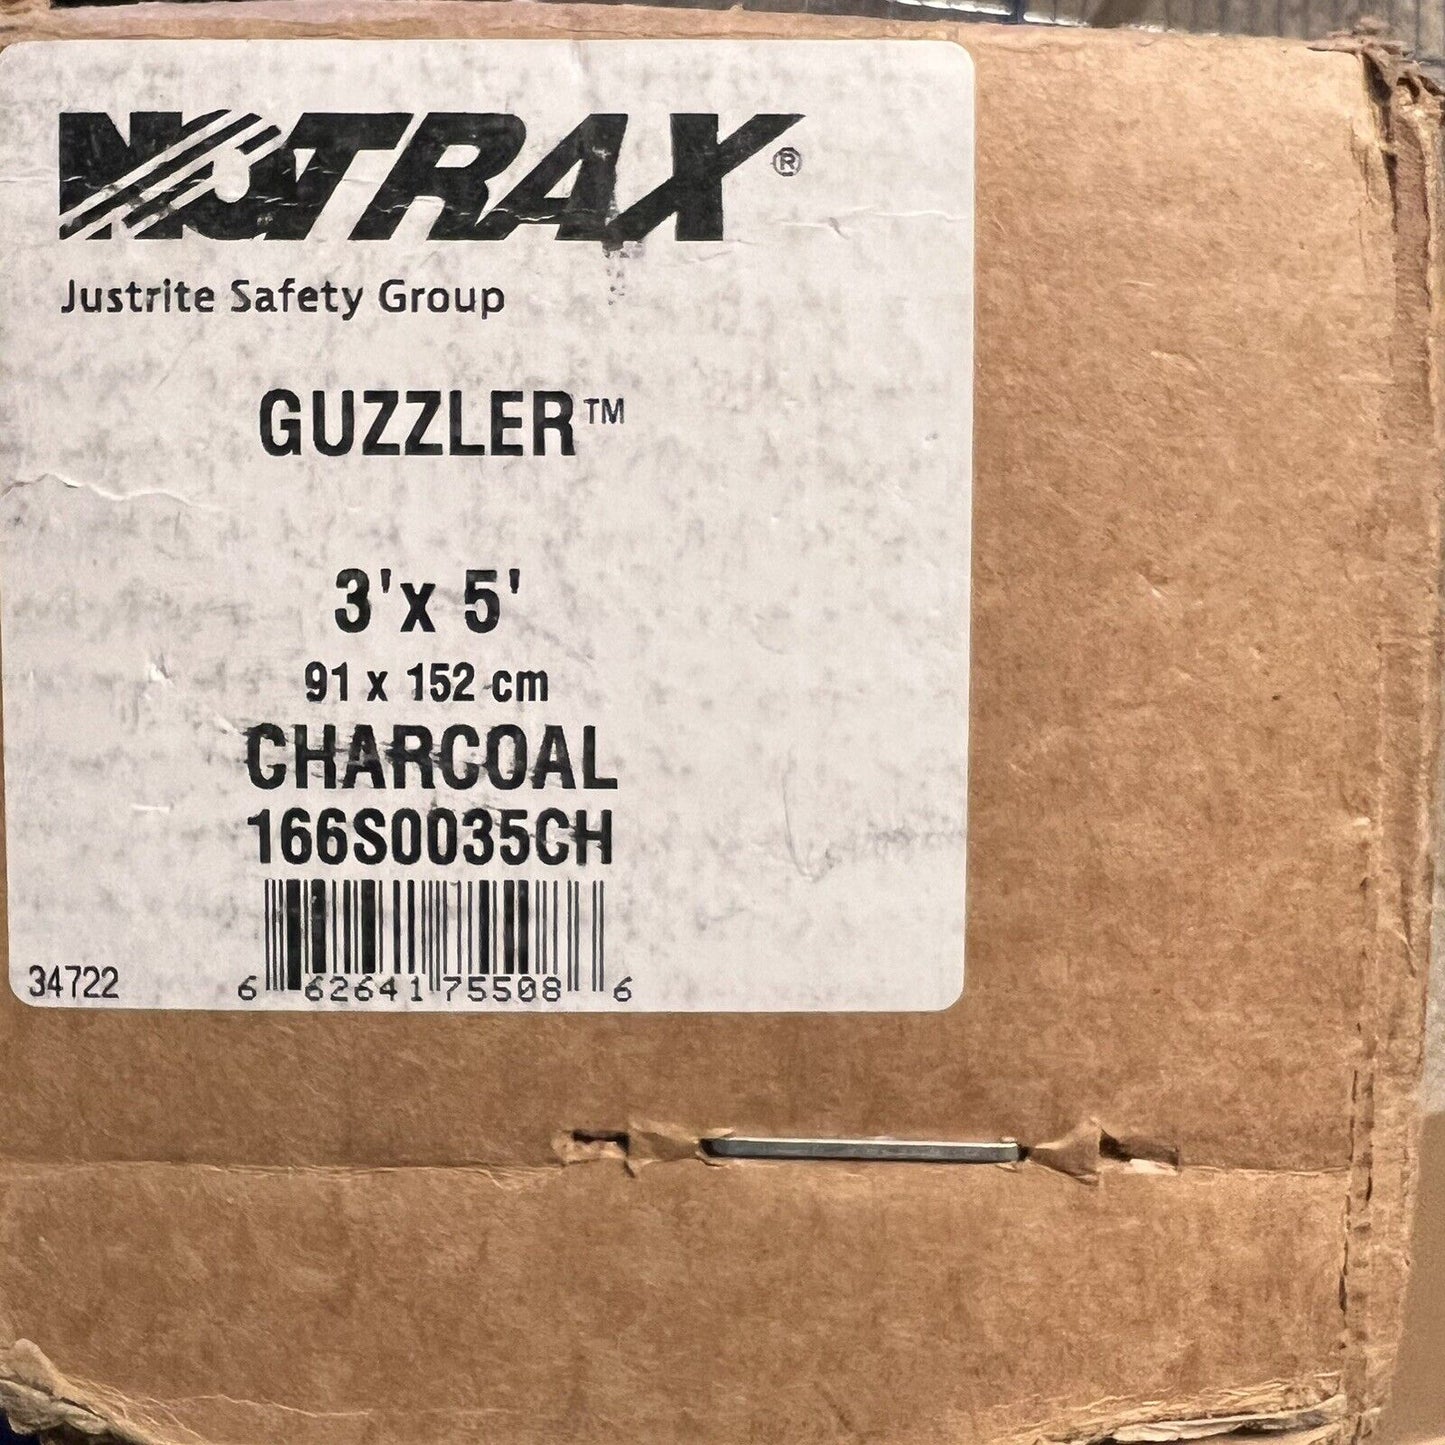 NOTRAX®
Justrite Safety Group
GUZZLER™
3' x 5'
91 x 152 cm
CHARCOAL
166S0035CH
34722
6 62641 75508 6